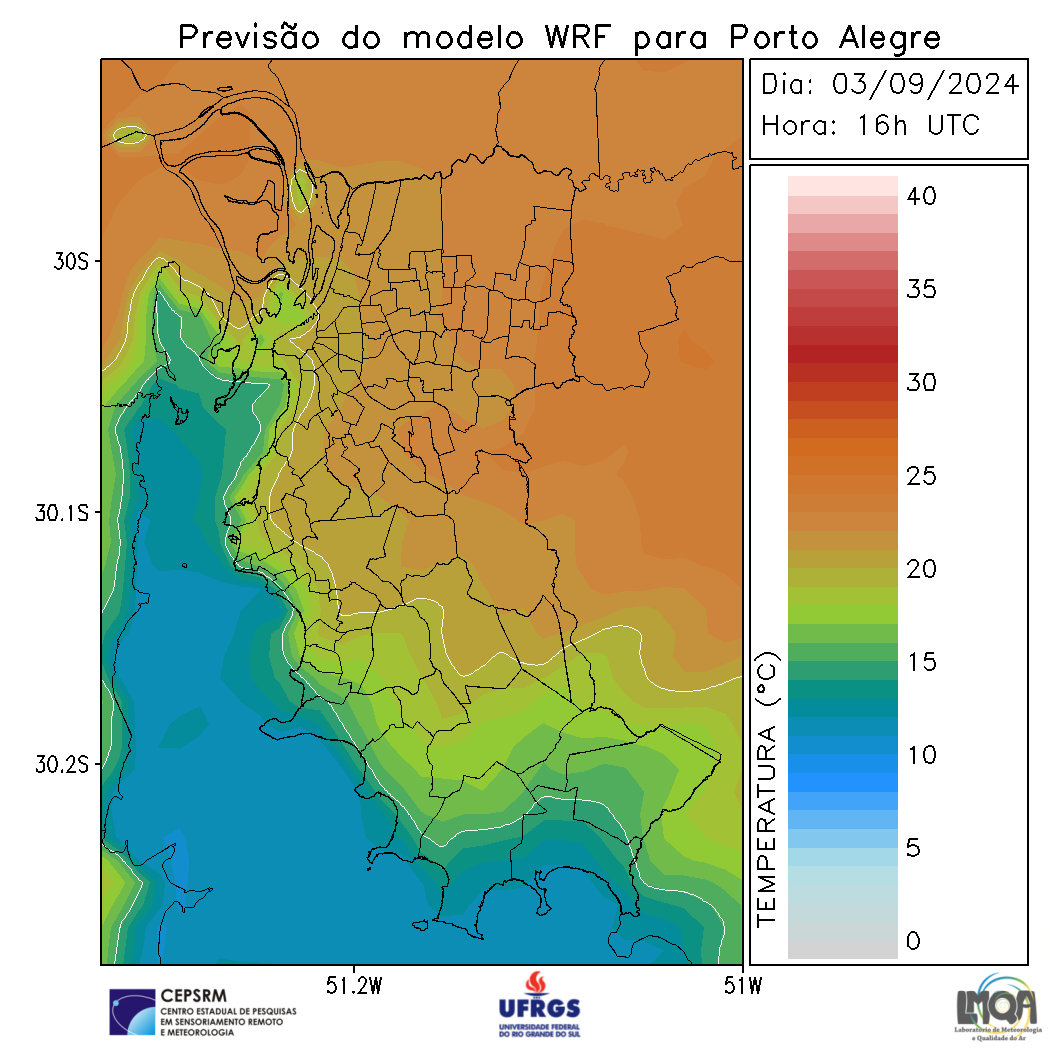 Previsão do modelo WRF para Porto Alegre
Dia: 03/09/2024
Hora: 16h UTC
30S
30.1S
30.2S
51.2W
51W
TEMPERATURA (°C)
40
35
30
25
20
15
10
5
0
CEPSRM
CENTRO ESTADUAL DE PESQUISAS
EM SENSORIAMENTO REMOTO
E METEOROLOGIA
UFRGS
UNIVERSIDADE FEDERAL
DO RIO GRANDE DO SUL
LMQA
Laboratório de Meteorologia
e Qualidade do Ar